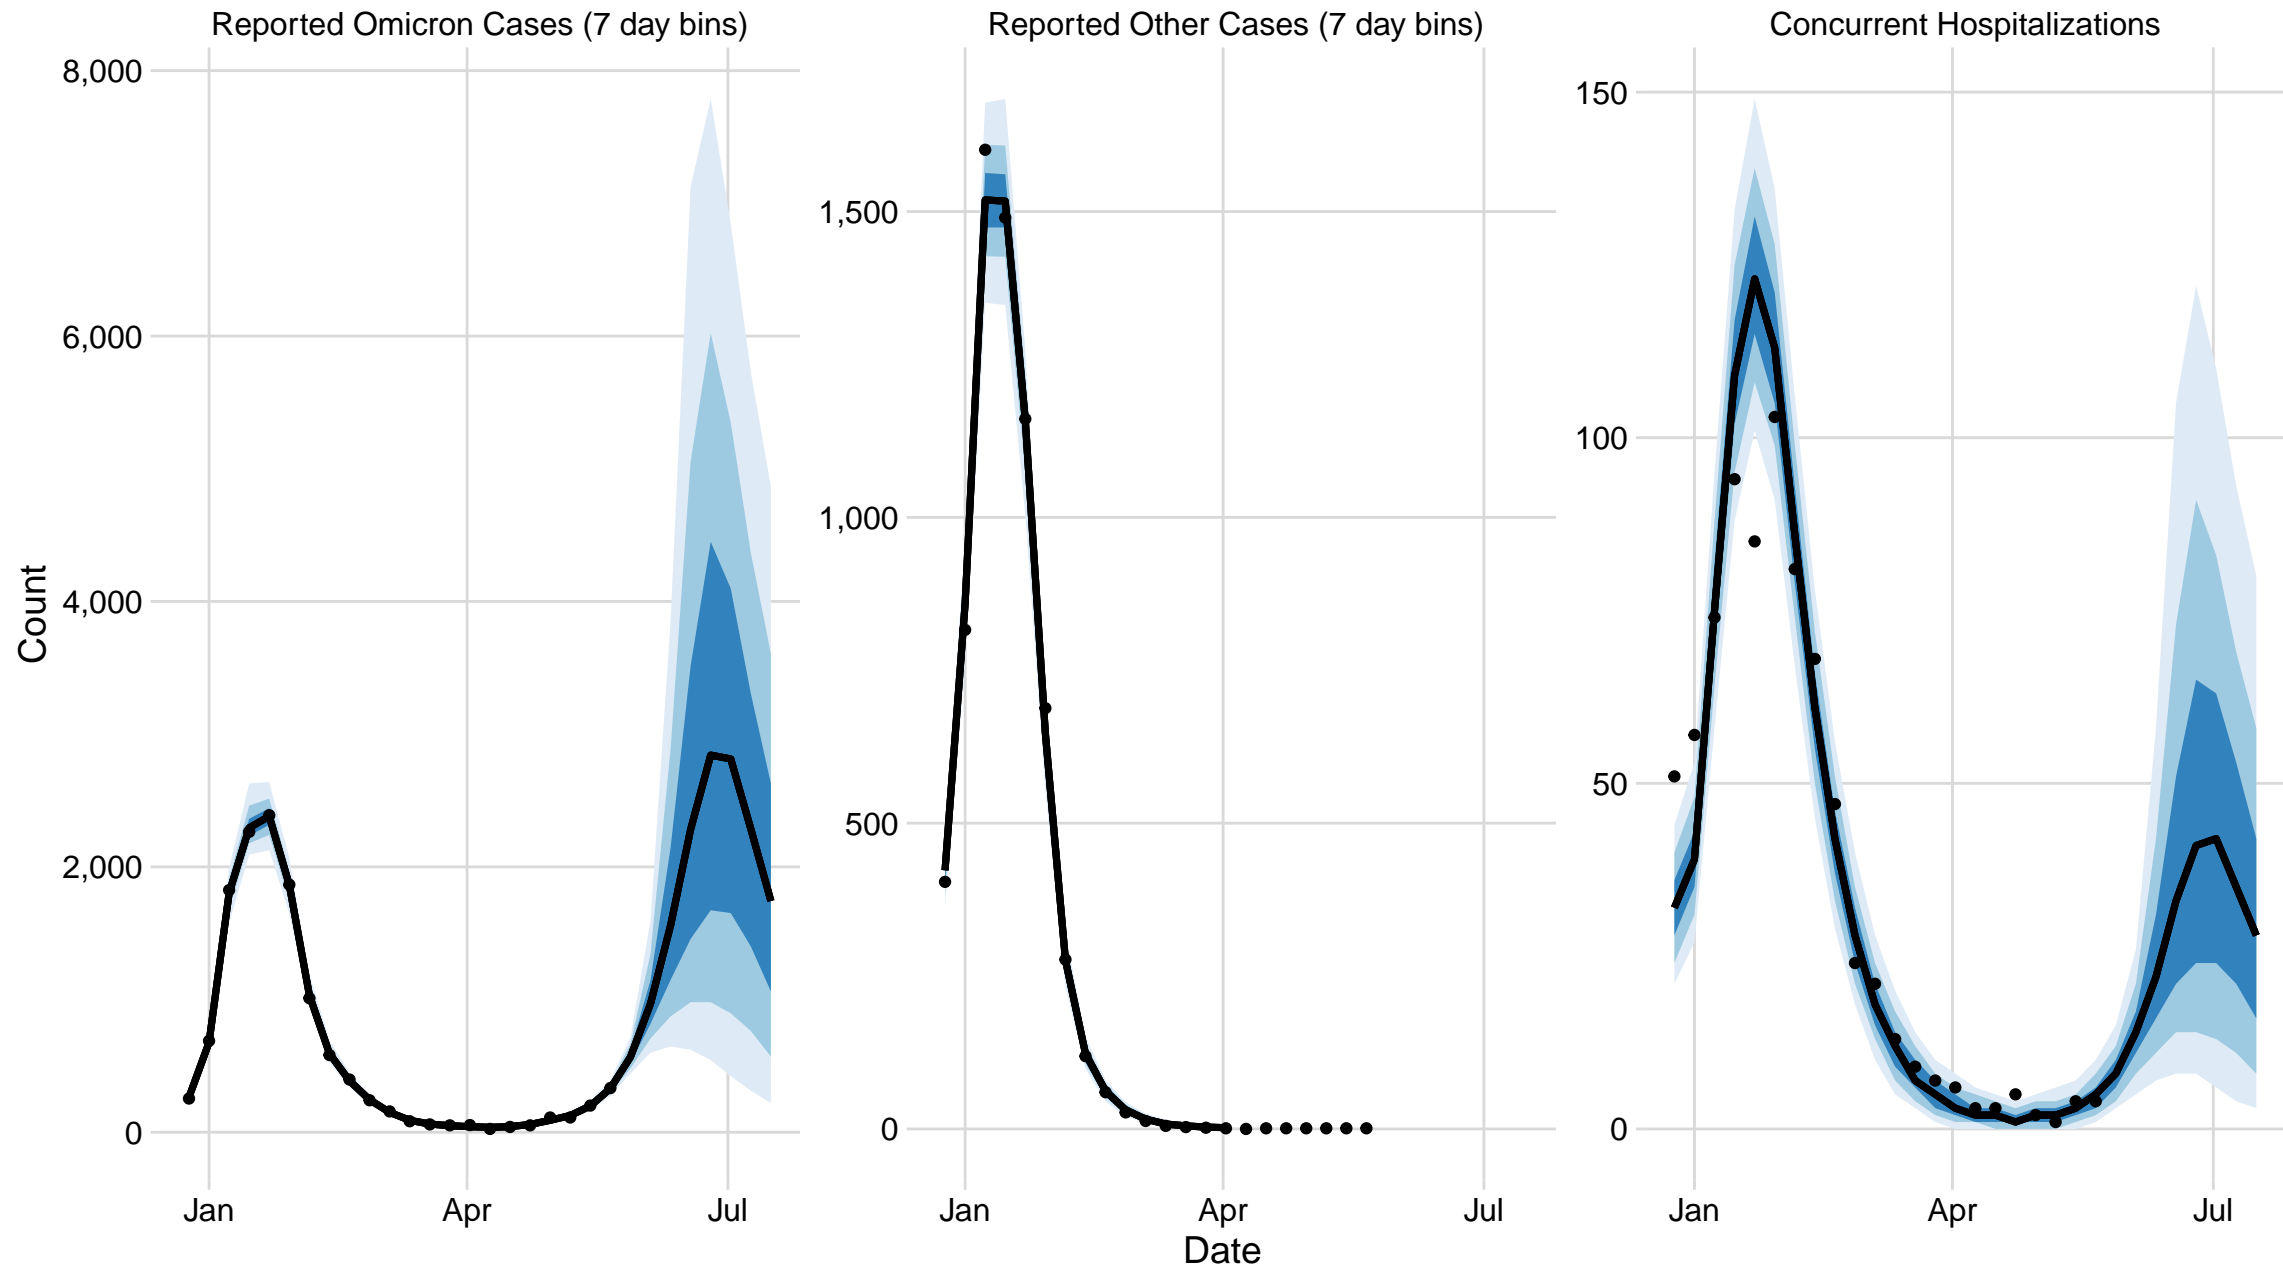 Reported Omicron Cases (7 day bins)
Reported Other Cases (7 day bins)
Concurrent Hospitalizations
Count
8,000
6,000
4,000
2,000
0
Jan
Apr
Jul
1,500
1,000
500
0
Jan
Apr
Jul
150
100
50
0
Jan
Apr
Jul
Date